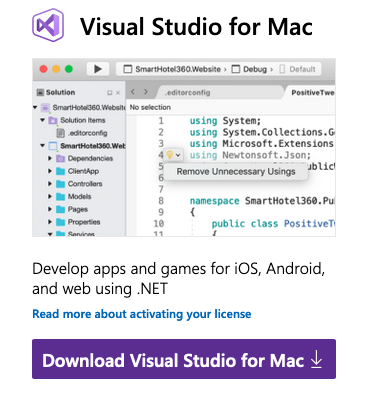 Visual Studio for Mac
SmartHotel360.Website > Debug > Default
Solution
.editorconfig
PositiveTwe
SmartHotel360.Websit
No selection
Solution Items
.editorconfig
SmartHotel360.Web
Dependencies
ClientApp
Controllers
Models
Pages
Properties
Services
1 using System;
2 using System.Collections.Ge
3 using Microsoft.Extensions
4 using Newtonsoft.Json;
5
Remove Unnecessary Usings
7
8 namespace SmartHotel360.Pu
9 {
10 public class PositiveTw
11 {
Develop apps and games for iOS, Android,
and web using .NET
Read more about activating your license
Download Visual Studio for Mac